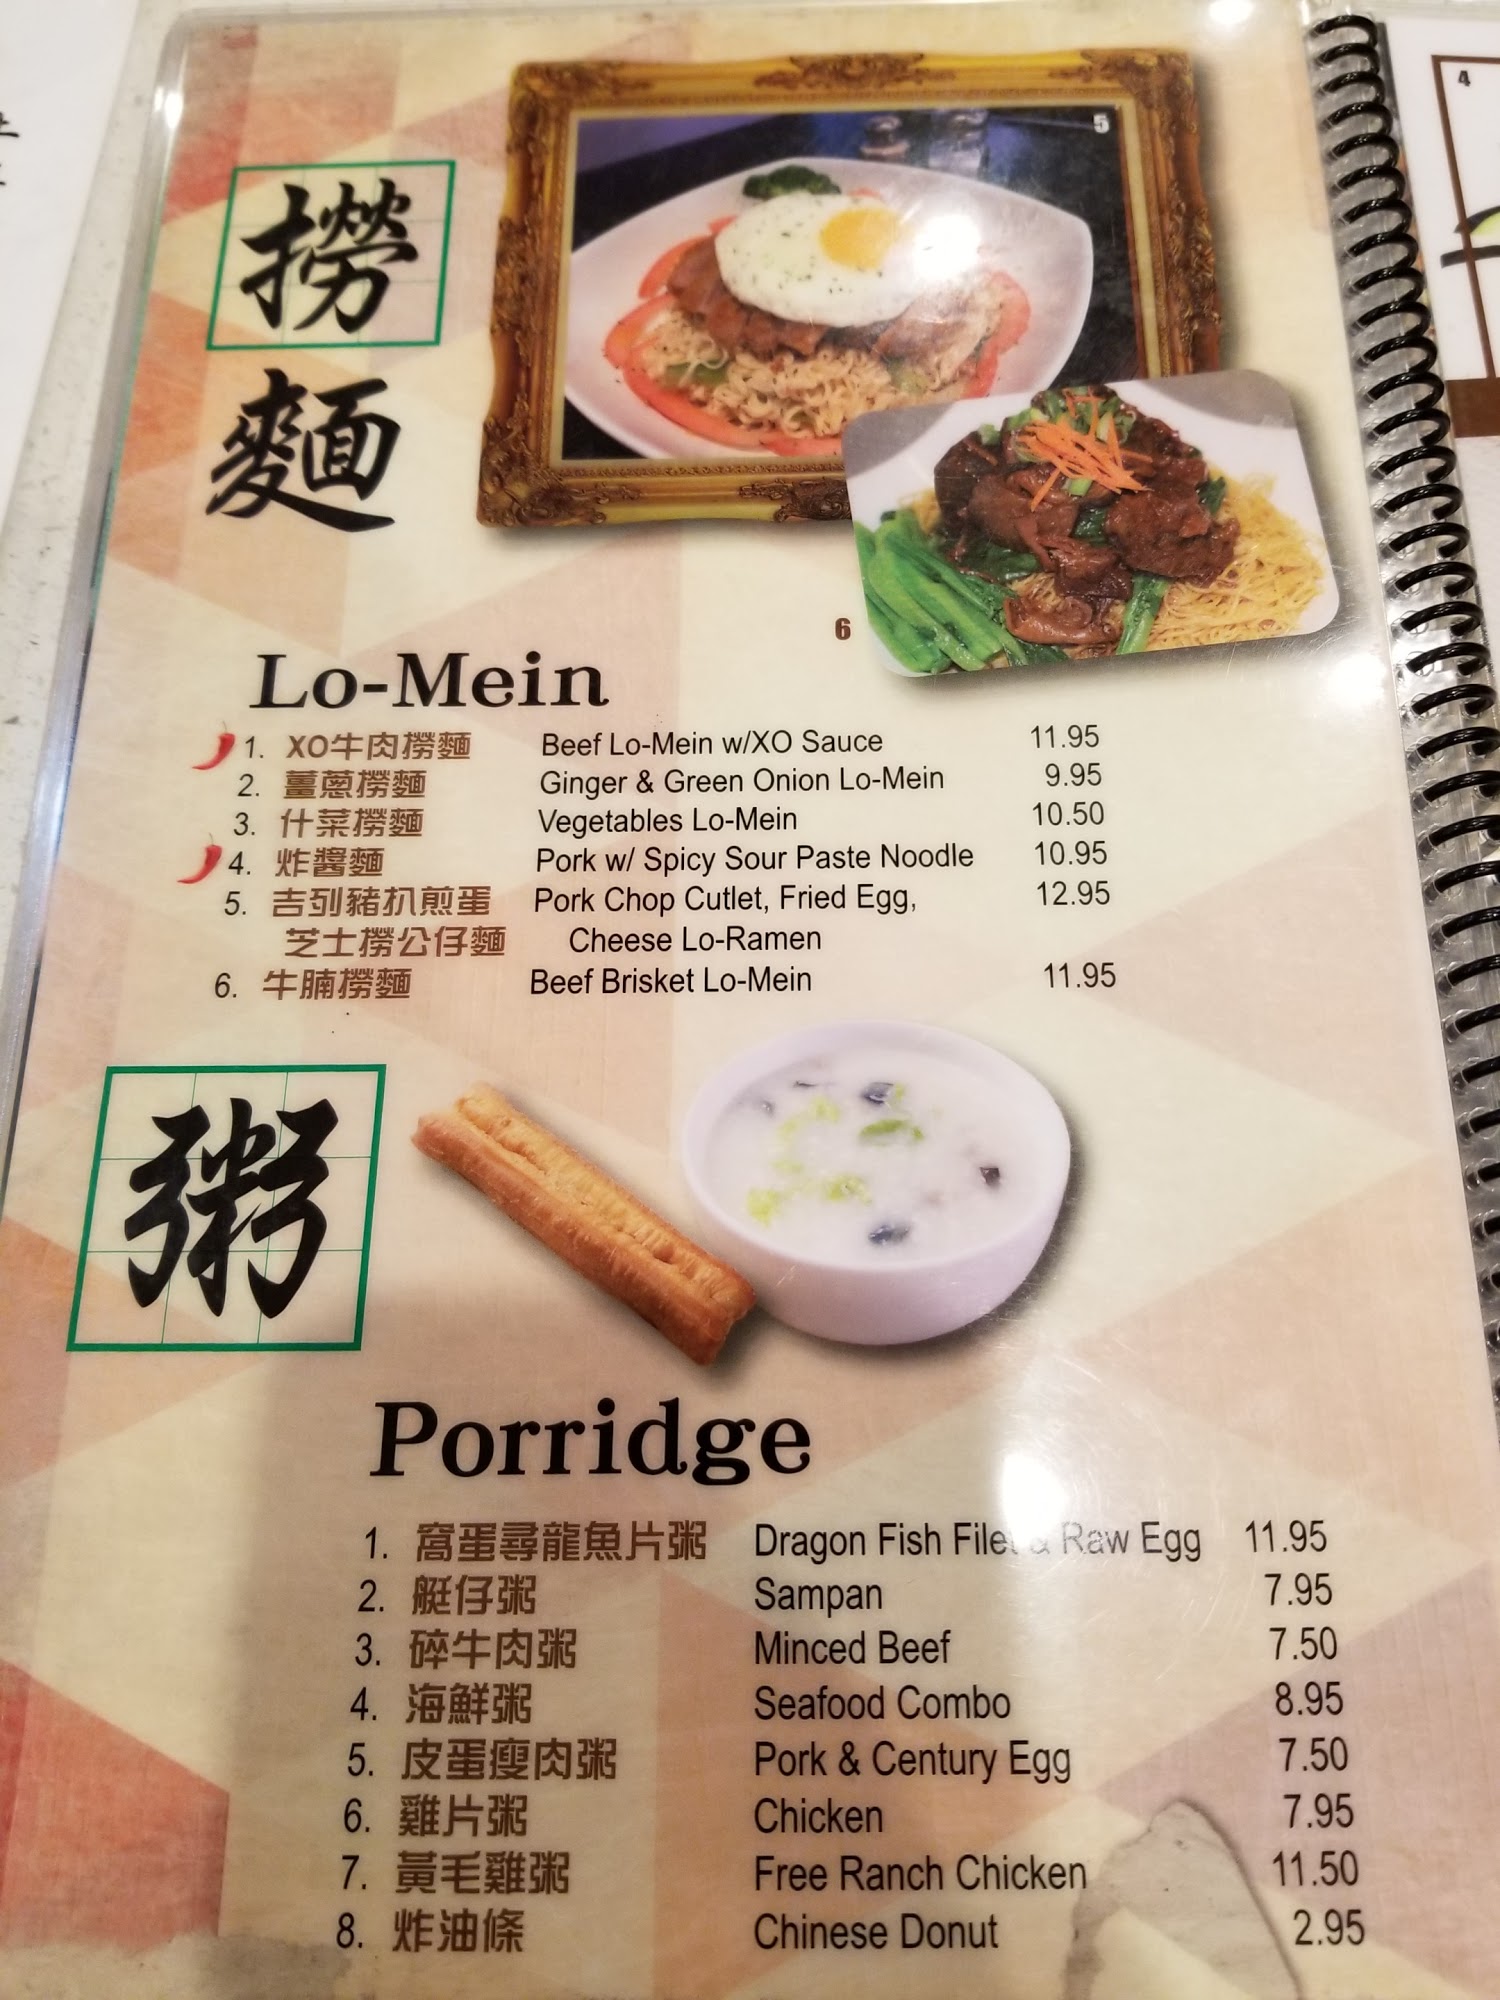 撈
麵
5
4
6
Lo-Mein
1. XO牛肉撈麵 Beef Lo-Mein w/XO Sauce 11.95
2. 薑蔥撈麵 Ginger & Green Onion Lo-Mein 9.95
3. 什菜撈麵 Vegetables Lo-Mein 10.50
4. 炸醬麵 Pork w/ Spicy Sour Paste Noodle 10.95
5. 吉列豬扒煎蛋 Pork Chop Cutlet, Fried Egg, 12.95
芝士撈公仔麵 Cheese Lo-Ramen
6. 牛腩撈麵 Beef Brisket Lo-Mein 11.95
粥
Porridge
1. 窩蛋尋龍魚片粥 Dragon Fish Filet & Raw Egg 11.95
2. 艇仔粥 Sampan 7.95
3. 碎牛肉粥 Minced Beef 7.50
4. 海鮮粥 Seafood Combo 8.95
5. 皮蛋瘦肉粥 Pork & Century Egg 7.50
6. 雞片粥 Chicken 7.95
7. 黃毛雞粥 Free Ranch Chicken 11.50
8. 炸油條 Chinese Donut 2.95